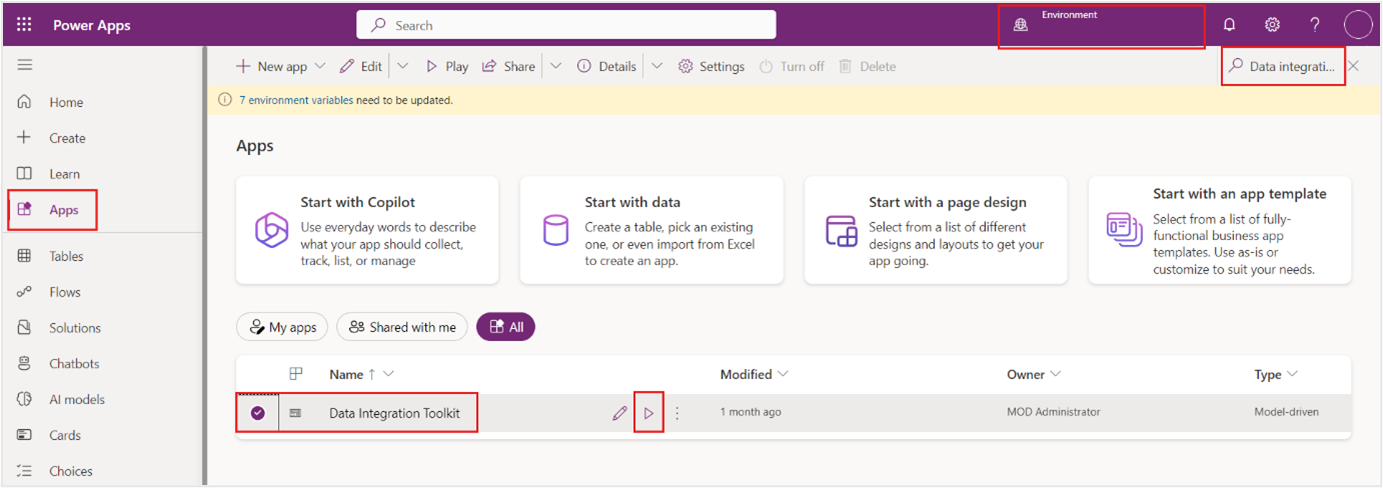 Power Apps
Search
Environment
?
New app
Edit
Play
Share
Details
Settings
Turn off
Delete
Data integrati...
7 environment variables need to be updated.
Home
Create
Learn
Apps
Tables
Flows
Solutions
Chatbots
AI models
Cards
Choices
Apps
Start with Copilot
Use everyday words to describe
what your app should collect,
track, list, or manage
Start with data
Create a table, pick an existing
one, or even import from Excel
to create an app.
Start with a page design
Select from a list of different
designs and layouts to get your
app going.
Start with an app template
Select from a list of fully-
functional business app
templates. Use as-is or
customize to suit your needs.
My apps
Shared with me
All
Name ↑
Modified
Owner
Type
Data Integration Toolkit
1 month ago
MOD Administrator
Model-driven